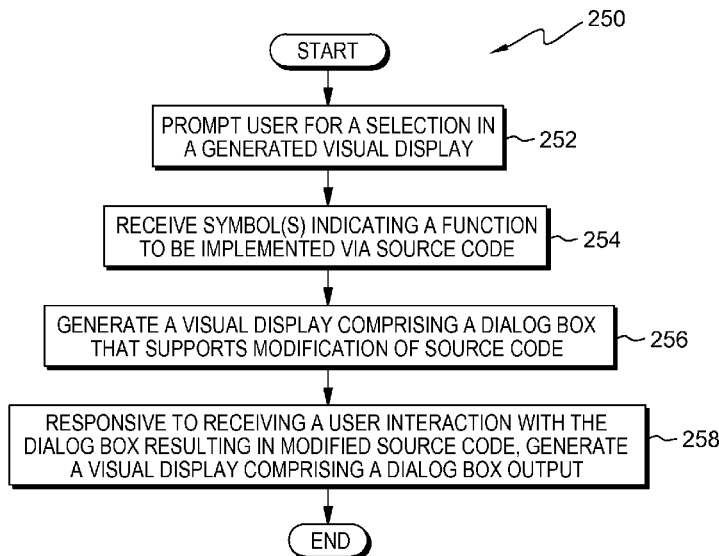 250
START
PROMPT USER FOR A SELECTION IN
A GENERATED VISUAL DISPLAY
252
RECEIVE SYMBOL(S) INDICATING A FUNCTION
TO BE IMPLEMENTED VIA SOURCE CODE
254
GENERATE A VISUAL DISPLAY COMPRISING A DIALOG BOX
THAT SUPPORTS MODIFICATION OF SOURCE CODE
256
RESPONSIVE TO RECEIVING A USER INTERACTION WITH THE
DIALOG BOX RESULTING IN MODIFIED SOURCE CODE, GENERATE
A VISUAL DISPLAY COMPRISING A DIALOG BOX OUTPUT
258
END